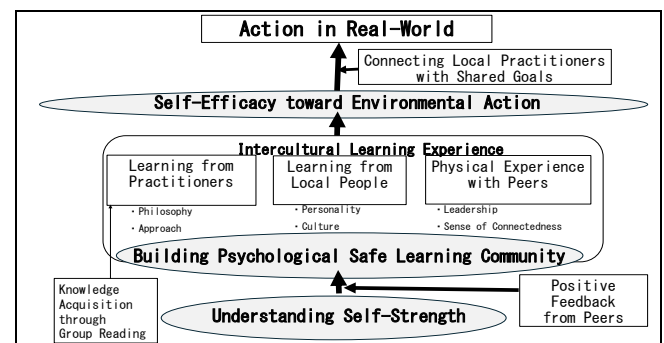 Action in Real-World
Connecting Local Practitioners
with Shared Goals
Self-Efficacy toward Environmental Action
Intercultural Learning Experience
Learning from
Practitioners
・Philosophy
・Approach
Learning from
Local People
・Personality
・Culture
Physical Experience
with Peers
・Leadership
・Sense of Connectedness
Building Psychological Safe Learning Community
Knowledge
Acquisition
through
Group Reading
Positive
Feedback
from Peers
Understanding Self-Strength